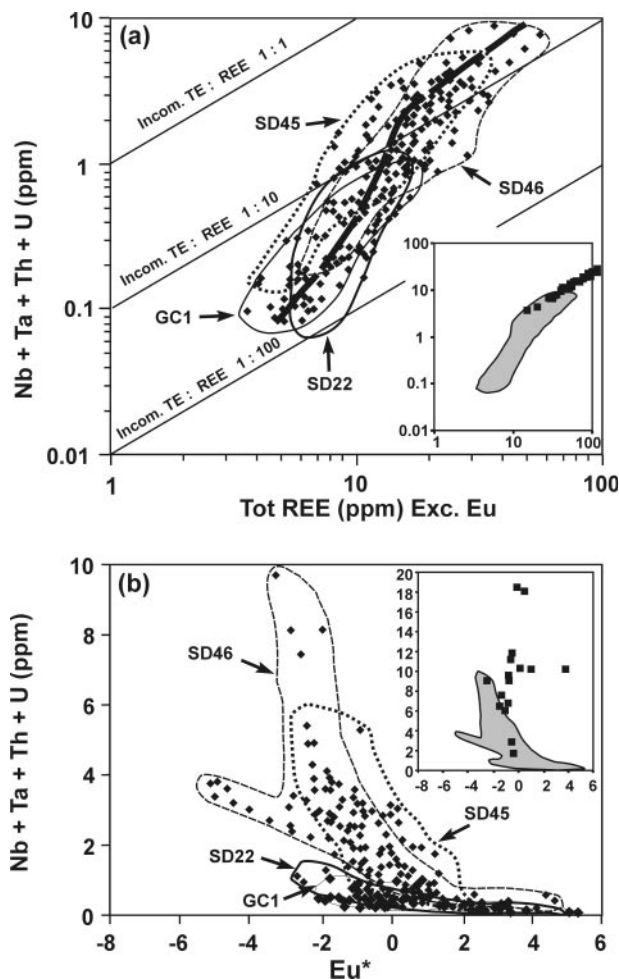 (a)
10
1
0.1
0.01
Nb + Ta + Th + U (ppm)
Incom. TE : REE 1 : 1
Incom. TE : REE 1 : 10
Incom. TE : REE 1 : 100
SD45
SD46
GC1
SD22
100
10
1
0.1
0.01
1
10
100
1
10
100
Tot REE (ppm) Exc. Eu
(b)
10
8
6
4
2
0
Nb + Ta + Th + U (ppm)
SD46
SD45
SD22
GC1
20
18
16
14
12
10
8
6
4
2
0
-8 -6 -4 -2 0 2 4 6
-8 -6 -4 -2 0 2 4 6
Eu*